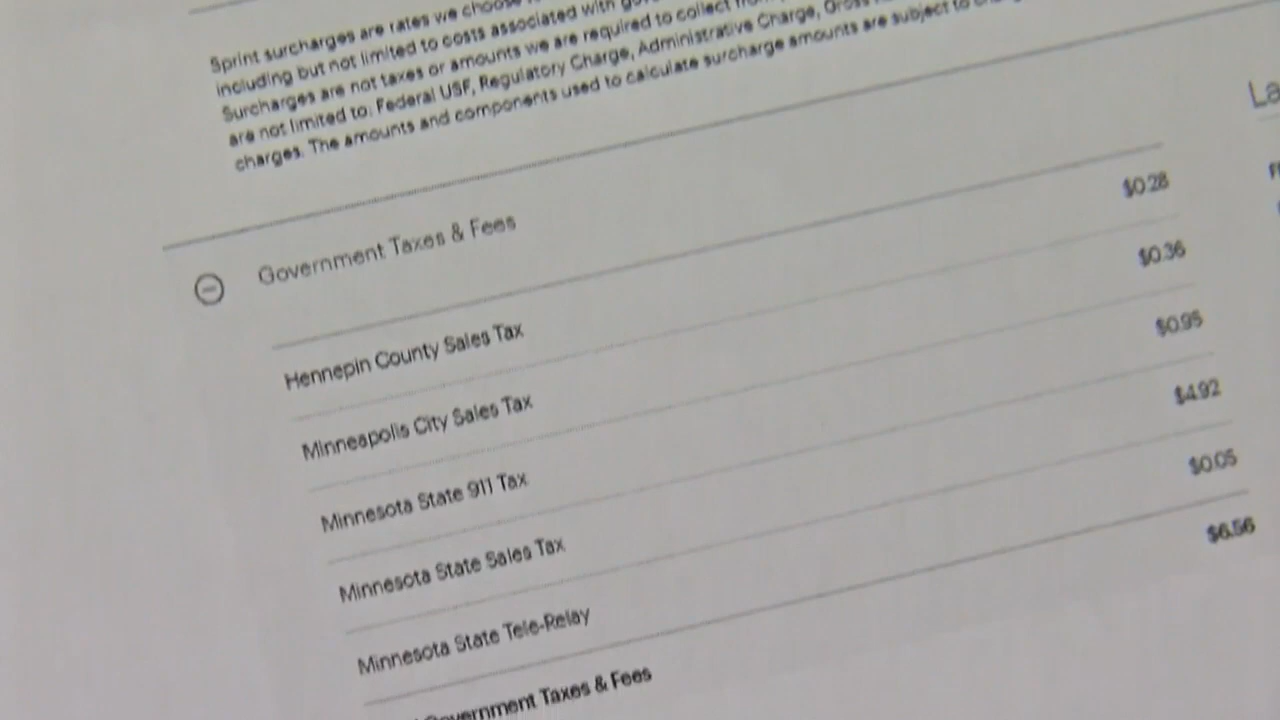 Sprint surcharges are rates we choose
including but not limited to costs associated with
Surcharges are not taxes or amounts we are required to collect
are not limited to: Federal USF, Regulatory Charge, Administrative Charge, Gross
charges. The amounts and components used to calculate surcharge amounts are subject to
La
Government Taxes & Fees
Hennepin County Sales Tax $0.28
Minneapolis City Sales Tax $0.36
Minnesota State 911 Tax $0.95
Minnesota State Sales Tax $4.92
Minnesota State Tele-Relay $0.05
Government Taxes & Fees $6.56